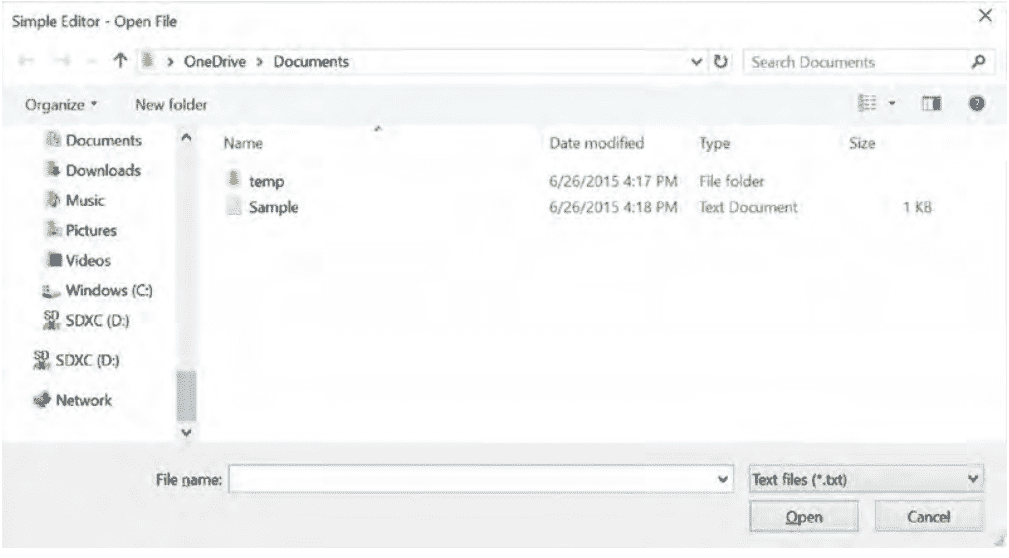 Simple Editor - Open File
OneDrive > Documents
Search Documents
Organize New folder
Documents
Downloads
Music
Pictures
Videos
Windows (C:)
SDXC (D:)
SDXC (D:)
Network
Name Date modified Type Size
temp 6/26/2015 4:17 PM File folder
Sample 6/26/2015 4:18 PM Text Document 1 KB
File name: Text files (*.txt)
Open Cancel